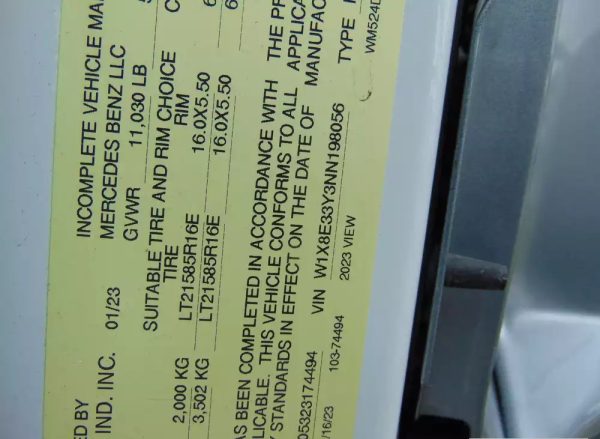 INCOMPLETE VEHICLE MA
ED BY
IND. INC. 01/23 MERCEDES BENZ LLC
GVWR 11,030 LB
SUITABLE TIRE AND RIM CHOICE
TIRE RIM
2,000 KG LT21585R16E 16.0X5.50
3,502 KG LT21585R16E 16.0X5.50
AS BEEN COMPLETED IN ACCORDANCE WITH THE PR
LICABLE. THIS VEHICLE CONFORMS TO ALL APPLICA
Y STANDARDS IN EFFECT ON THE DATE OF MANUFAC
05323174494 VIN W1X8E33Y3NN198056 TYPE
/16/23 103-74494 2023 VIEW WM524D